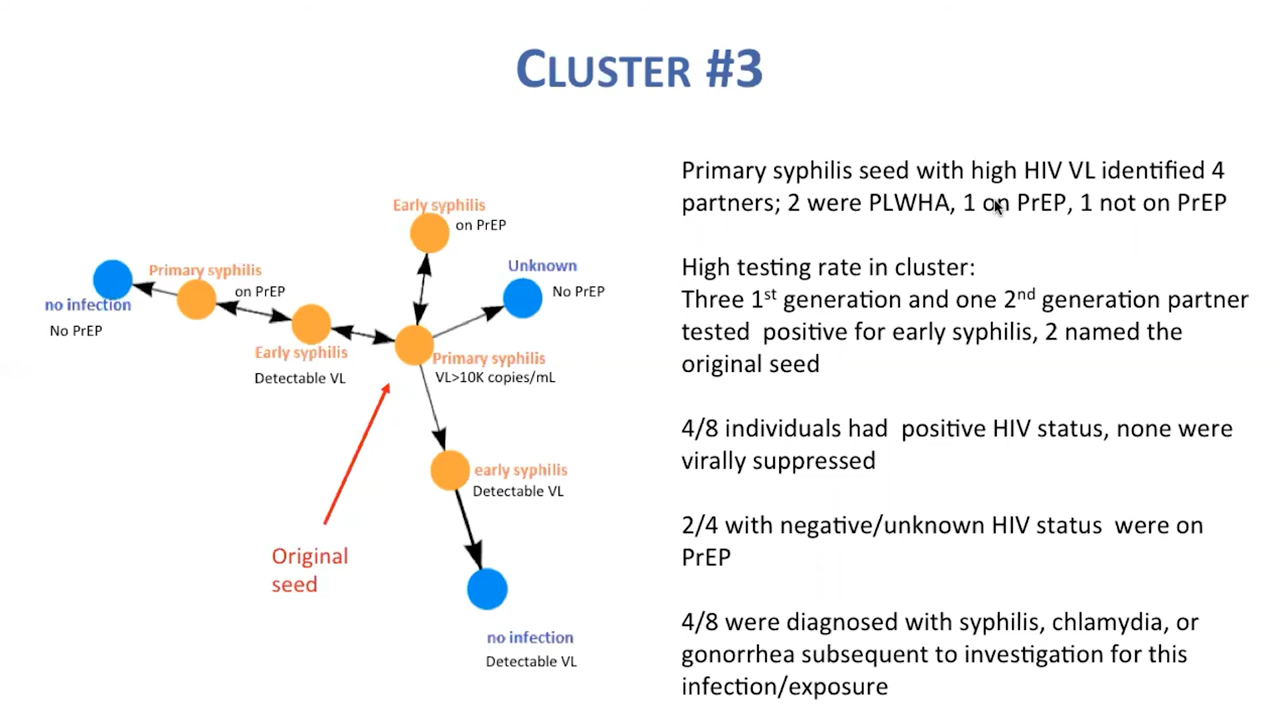 CLUSTER #3
Early syphilis
on PrEP
Unknown
No PrEP
Primary syphilis
on PrEP
no infection
No PrEP
Early syphilis
Detectable VL
Primary syphilis
VL>10K copies/mL
early syphilis
Detectable VL
Original
seed
no infection
Detectable VL
Primary syphilis seed with high HIV VL identified 4
partners; 2 were PLWHA, 1 on PrEP, 1 not on PrEP
High testing rate in cluster:
Three 1st generation and one 2nd generation partner
tested  positive for early syphilis, 2 named the
original seed
4/8 individuals had  positive HIV status, none were
virally suppressed
2/4 with negative/unknown HIV status  were on
PrEP
4/8 were diagnosed with syphilis, chlamydia, or
gonorrhea subsequent to investigation for this
infection/exposure